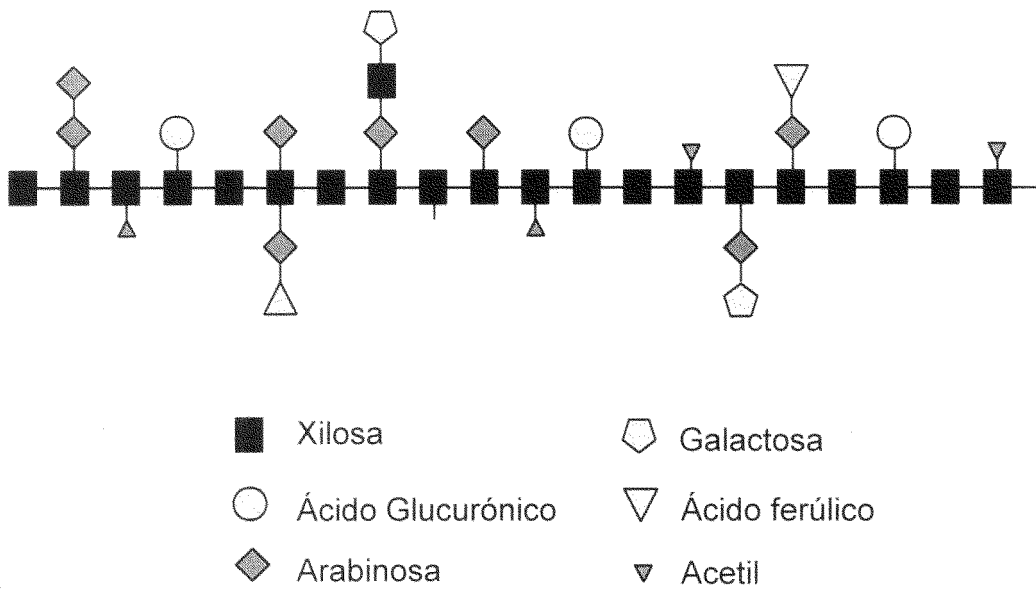 Xilosa
Galactosa
Ácido Glucurónico
Ácido ferúlico
Arabinosa
Acetil